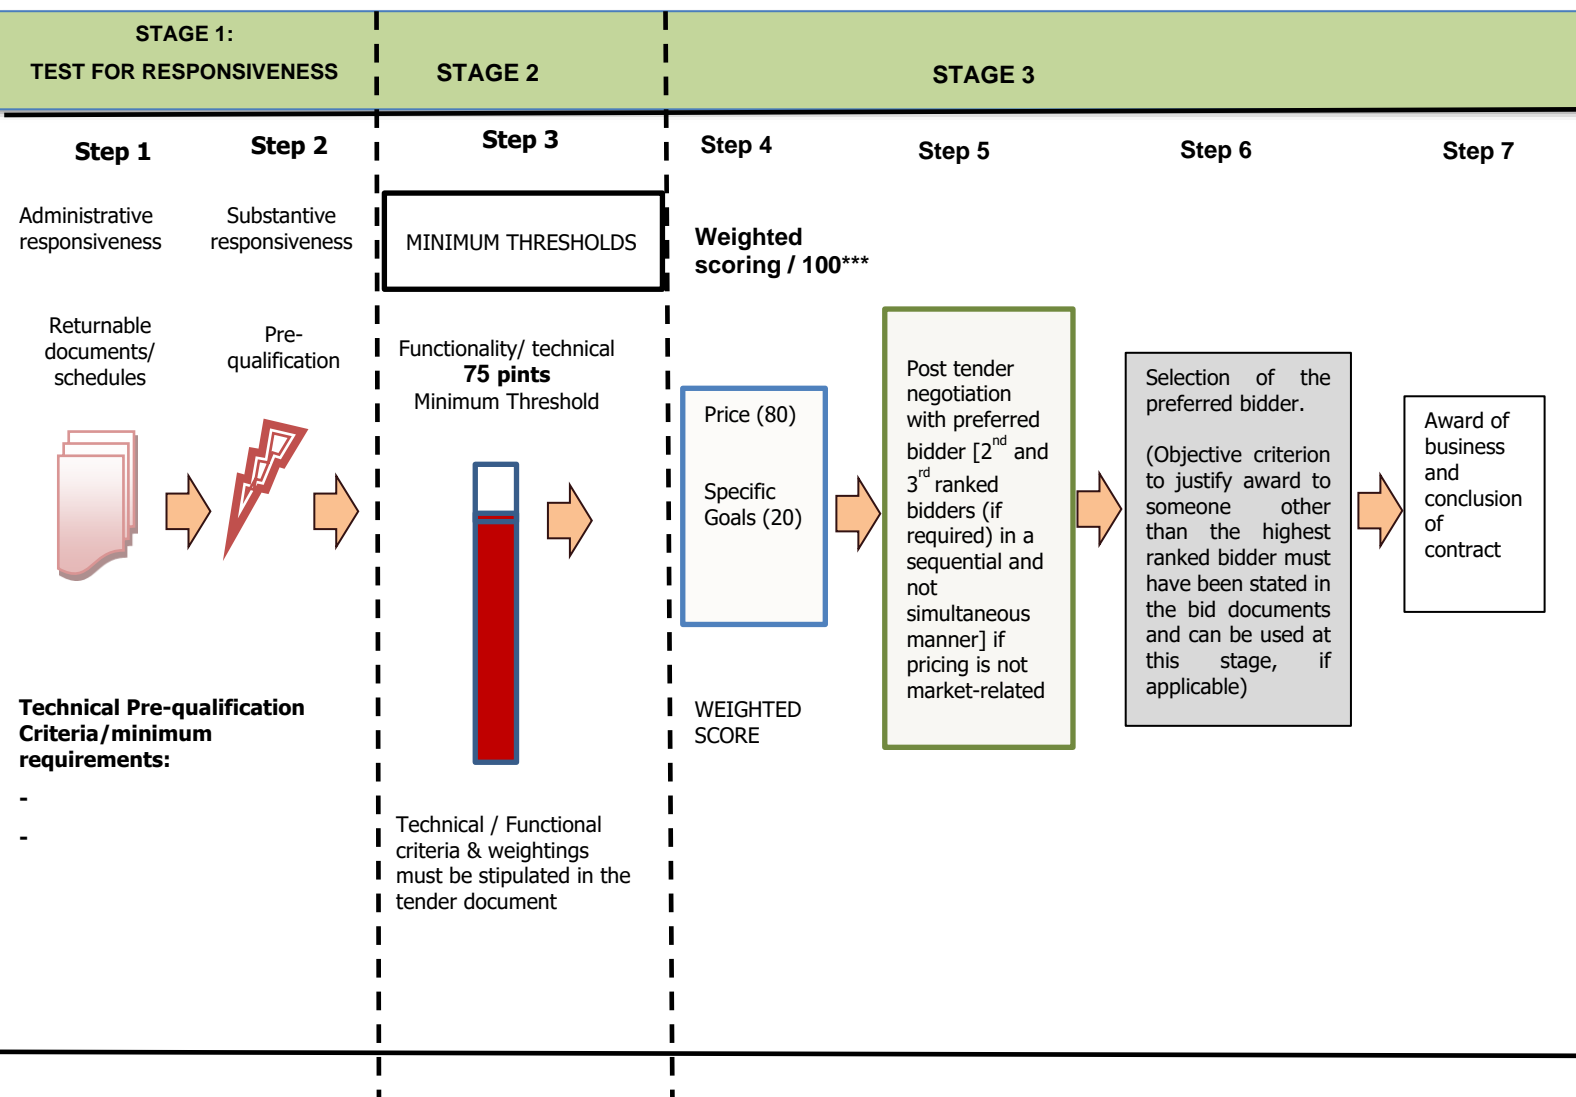 STAGE 1:
TEST FOR RESPONSIVENESS
STAGE 2
STAGE 3
Step 1
Step 2
Step 3
Step 4
Step 5
Step 6
Step 7
Administrative
responsiveness
Substantive
responsiveness
MINIMUM THRESHOLDS
Weighted
scoring / 100***
Returnable
documents/
schedules
Pre-
qualification
Functionality/ technical
75 pints
Minimum Threshold
Price (80)
Specific
Goals (20)
Post tender
negotiation
with preferred
bidder [2nd and
3rd ranked
bidders (if
required) in a
sequential and
not
simultaneous
manner] if
pricing is not
market-related
Selection of the
preferred bidder.
(Objective criterion
to justify award to
someone other
than the highest
ranked bidder must
have been stated in
the bid documents
and can be used at
this stage, if
applicable)
Award of
business
and
conclusion
of
contract
Technical Pre-qualification
Criteria/minimum
requirements:
-
-
WEIGHTED
SCORE
Technical / Functional
criteria & weightings
must be stipulated in the
tender document